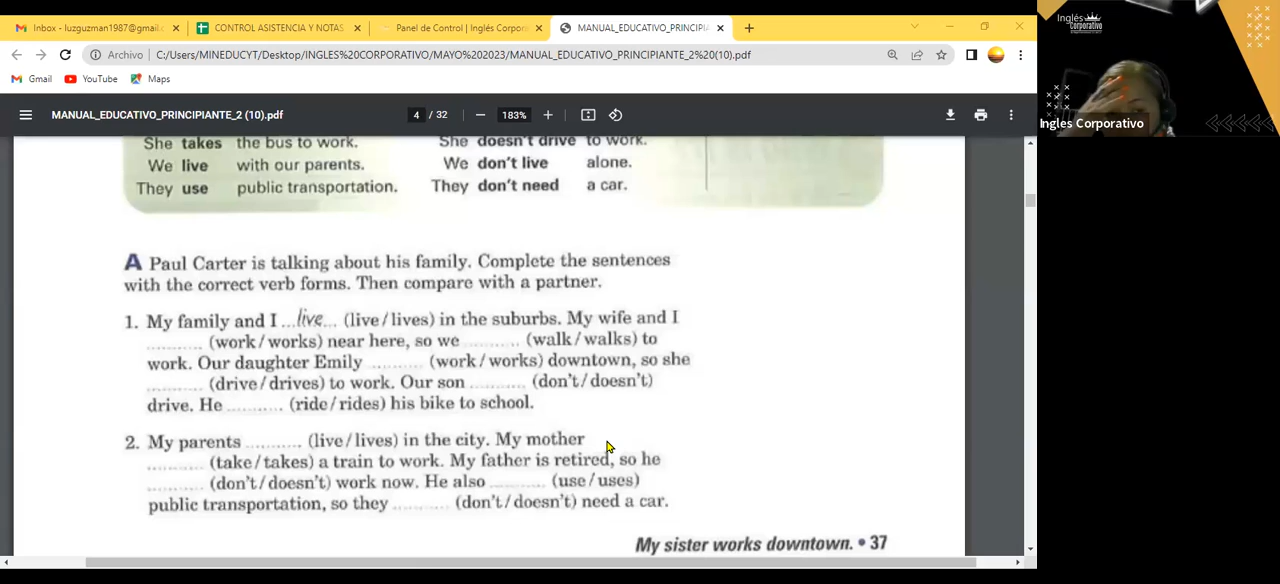 Inbox - luzguzman1987@gmail.c
CONTROL ASISTENCIA Y NOTAS
Panel de Control | Inglés Corpora
MANUAL_EDUCATIVO_PRINCIPIA
Archivo | C:/Users/MINEDUCYT/Desktop/INGLES%20CORPORATIVO/MAYO%202023/MANUAL_EDUCATIVO_PRINCIPIANTE_2%20(10).pdf
Gmail YouTube Maps
MANUAL_EDUCATIVO_PRINCIPIANTE_2 (10).pdf 4 / 32 183%
She takes the bus to work. She doesn't drive to work.
We live with our parents. We don't live alone.
They use public transportation. They don't need a car.
A Paul Carter is talking about his family. Complete the sentences
with the correct verb forms. Then compare with a partner.
1. My family and I ...live... (live/lives) in the suburbs. My wife and I
.......... (work/works) near here, so we .......... (walk/walks) to
work. Our daughter Emily .......... (work/works) downtown, so she
.......... (drive/drives) to work. Our son .......... (don't/doesn't)
drive. He .......... (ride/rides) his bike to school.
2. My parents .......... (live/lives) in the city. My mother
.......... (take/takes) a train to work. My father is retired, so he
.......... (don't/doesn't) work now. He also .......... (use/uses)
public transportation, so they .......... (don't/doesn't) need a car.
My sister works downtown. • 37
Inglés
Corporativo
Ingles Corporativo